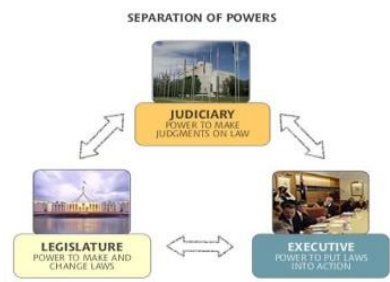 SEPARATION OF POWERS
JUDICIARY
POWER TO MAKE
JUDGMENTS ON LAW
LEGISLATURE
POWER TO MAKE AND
CHANGE LAWS
EXECUTIVE
POWER TO PUT LAWS
INTO ACTION